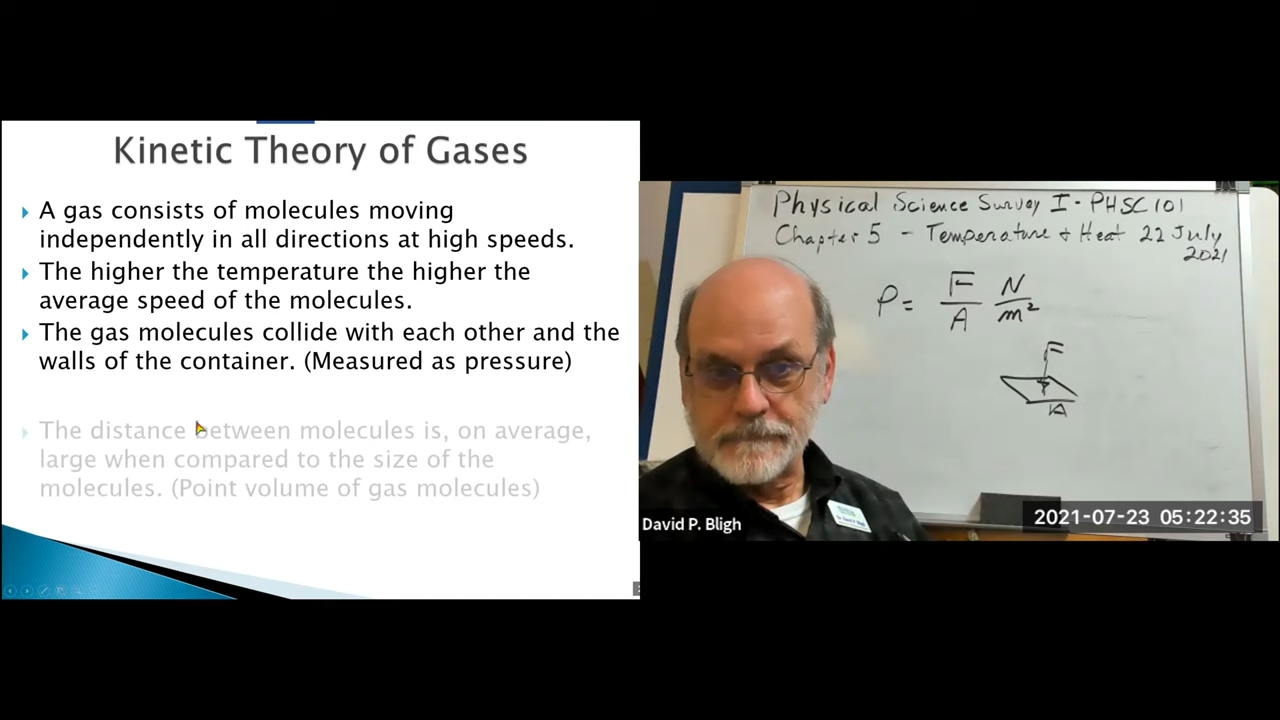 Kinetic Theory of Gases
A gas consists of molecules moving
independently in all directions at high speeds.
The higher the temperature the higher the
average speed of the molecules.
The gas molecules collide with each other and the
walls of the container. (Measured as pressure)
The distance between molecules is, on average,
large when compared to the size of the
molecules. (Point volume of gas molecules)
Physical Science Survey I - PHSC 101
Chapter 5 - Temperature + Heat 22 July
2021
P = F/A N/m²
F
A
David P. Bligh
2021-07-23 05:22:35